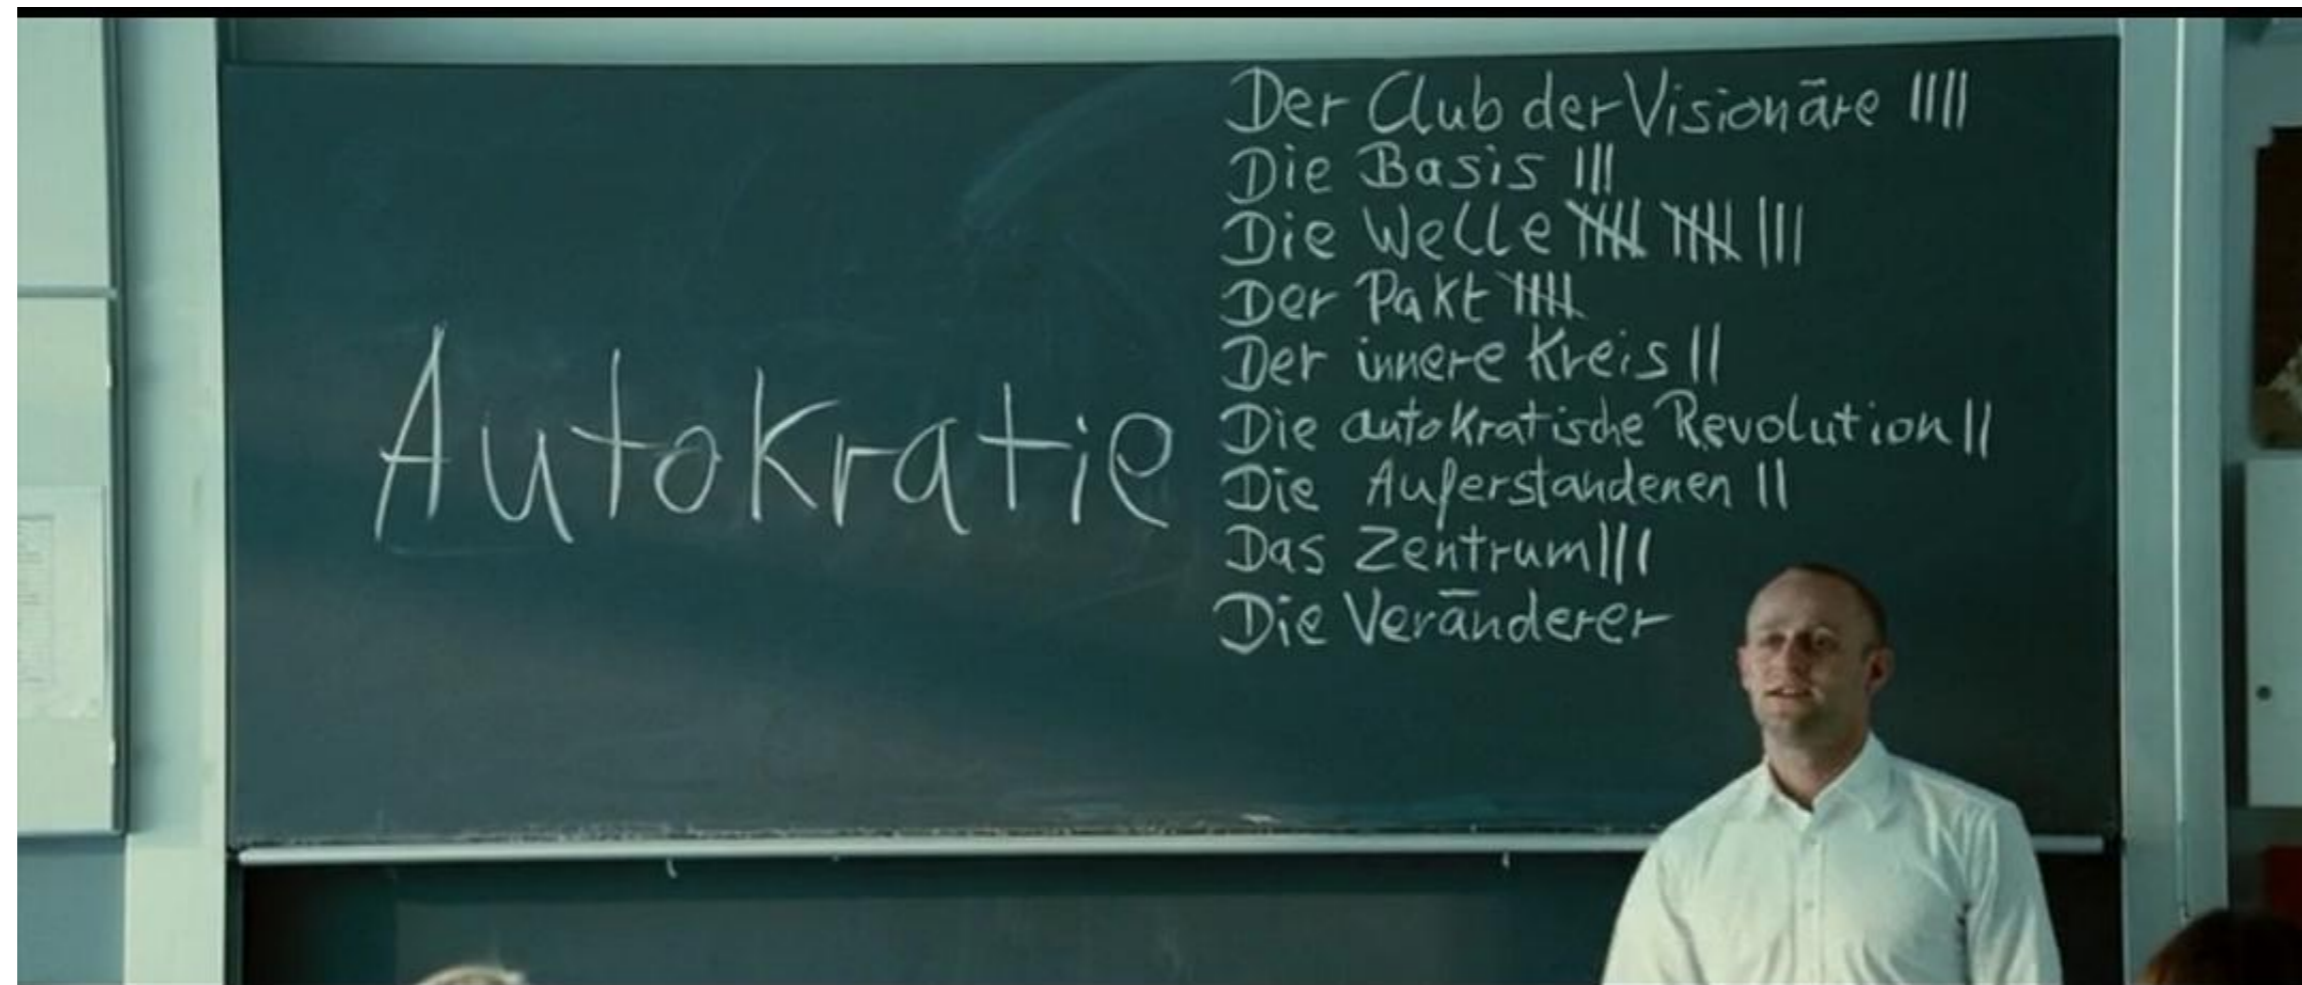 Autokratie
Der Club der Visionäre ||||
Die Basis |||
Die Welle 𝍸 𝍸 |||
Der Pakt 𝍸
Der innere Kreis ||
Die autokratische Revolution ||
Die Auferstandenen ||
Das Zentrum |||
Die Veränderer